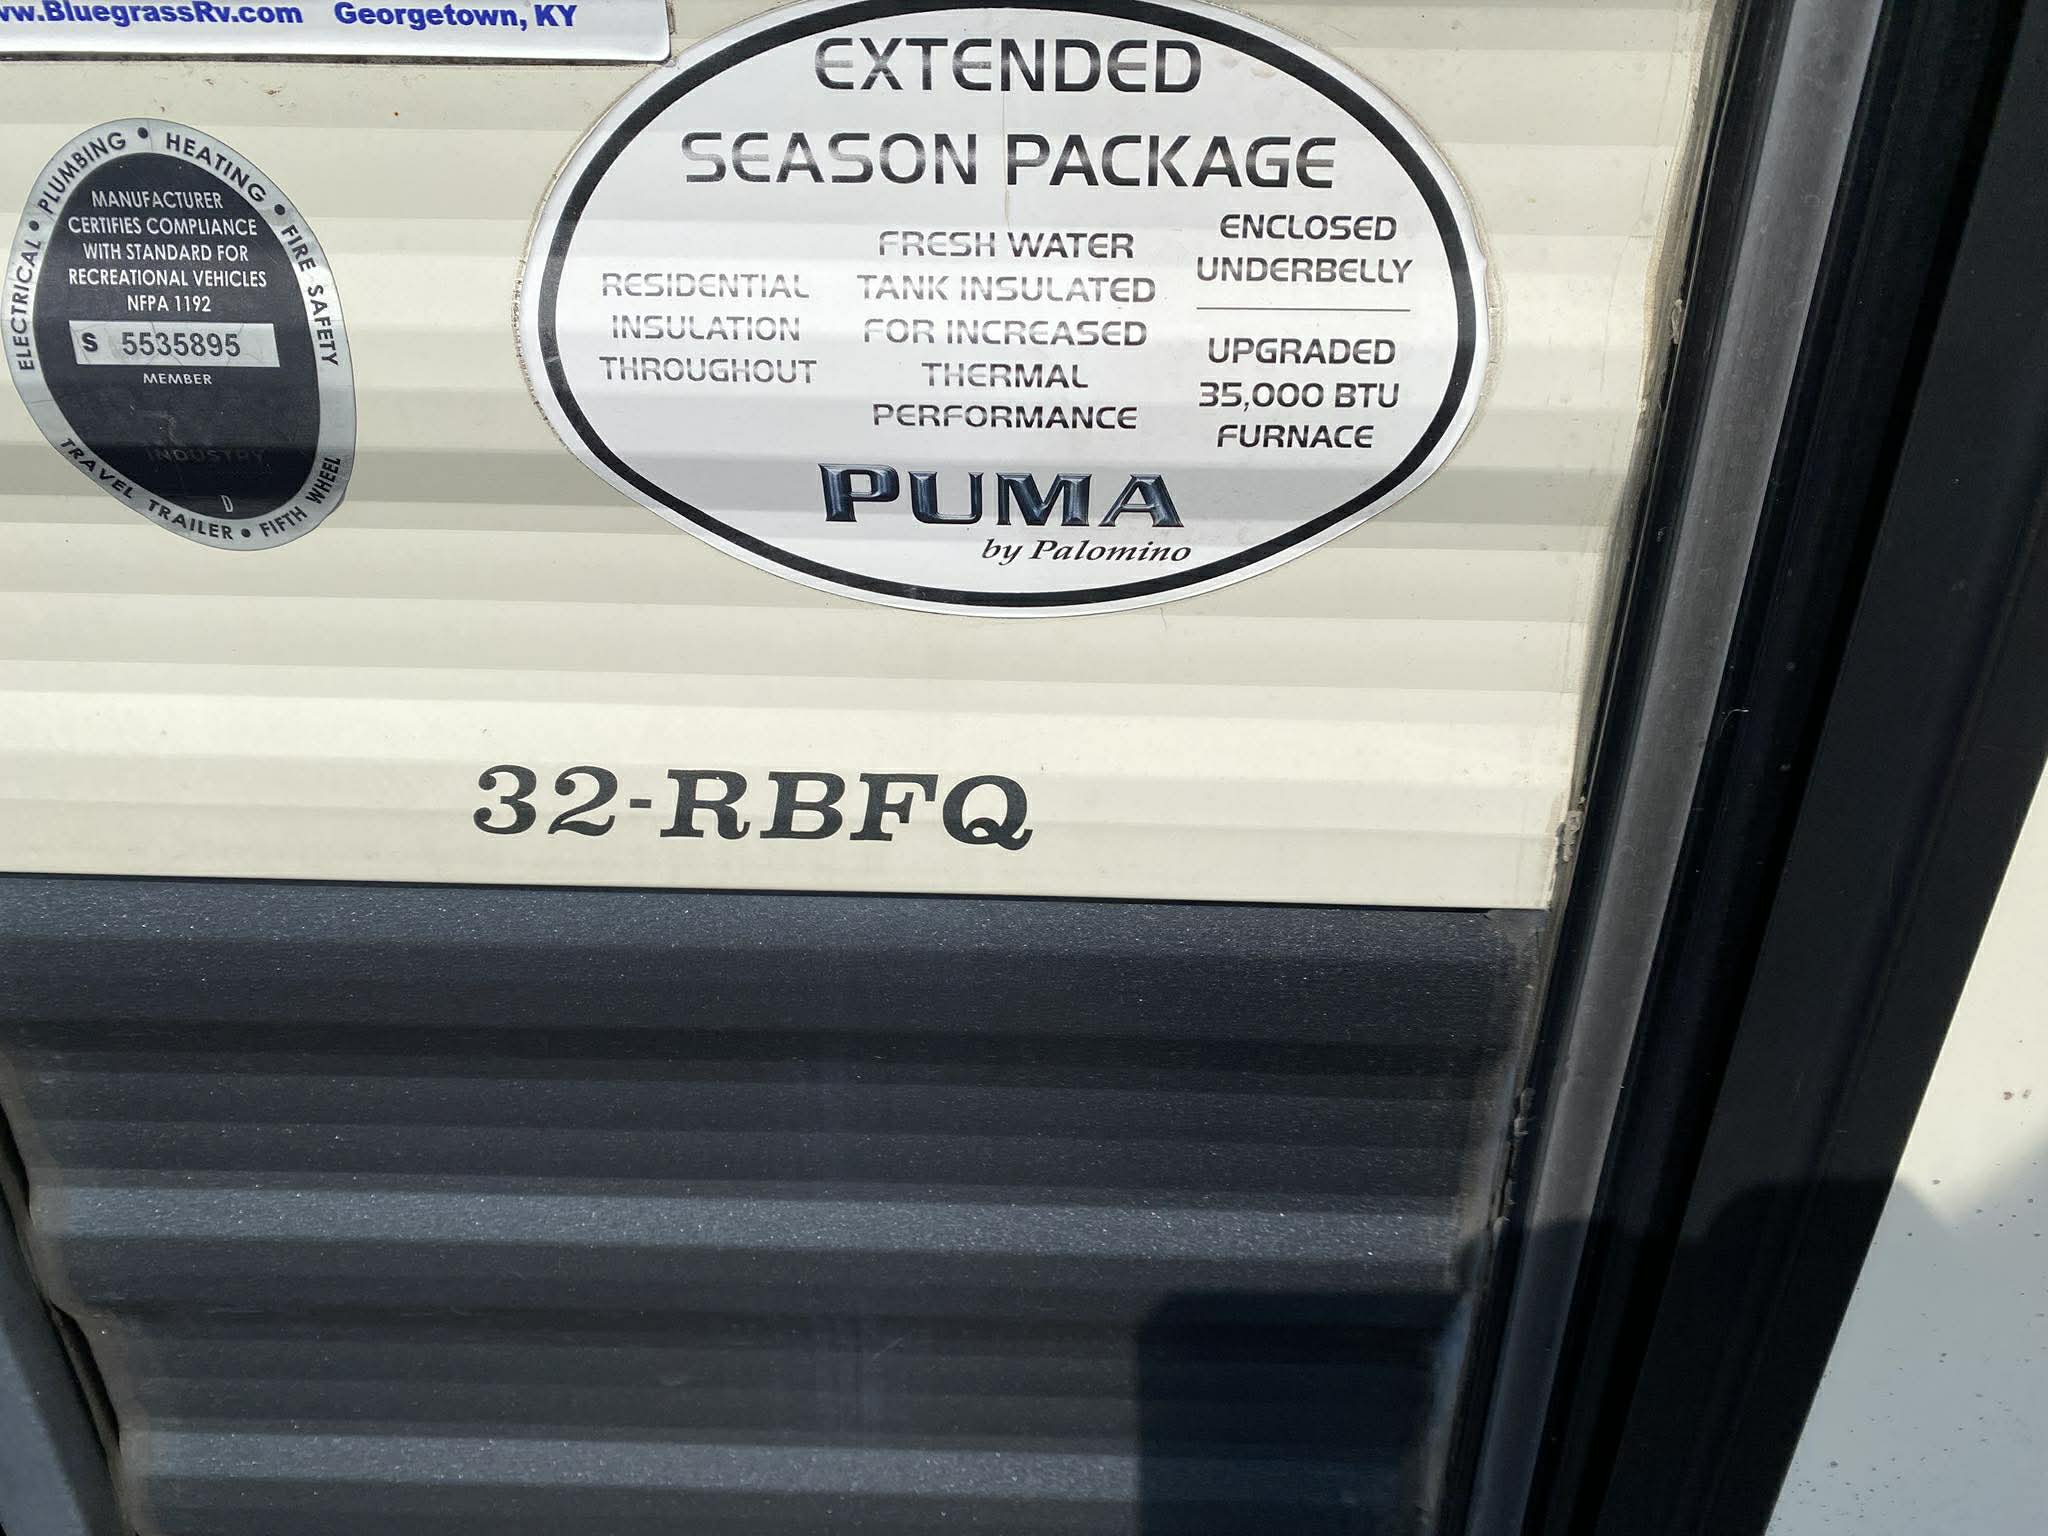 ww.BluegrassRv.com Georgetown, KY
ELECTRICAL • PLUMBING • HEATING • FIRE SAFETY
MANUFACTURER
CERTIFIES COMPLIANCE
WITH STANDARD FOR
RECREATIONAL VEHICLES
NFPA 1192
S 5535895
MEMBER
INDUSTRY
D
TRAVEL TRAILER • FIFTH WHEEL
EXTENDED
SEASON PACKAGE
RESIDENTIAL
INSULATION
THROUGHOUT
FRESH WATER
TANK INSULATED
FOR INCREASED
THERMAL
PERFORMANCE
ENCLOSED
UNDERBELLY
UPGRADED
35,000 BTU
FURNACE
PUMA
by Palomino
32-RBFQ